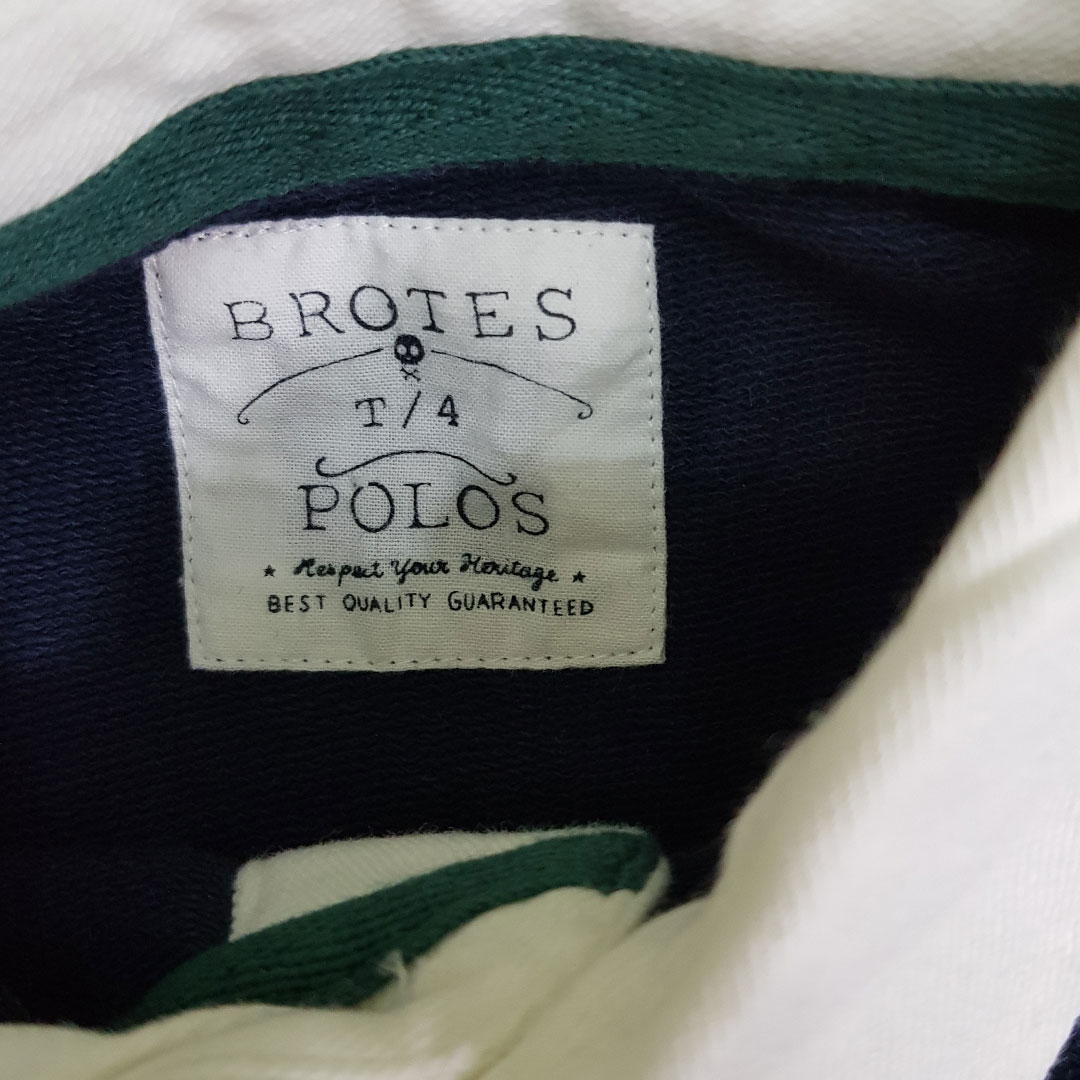 BROTES
T/4
POLOS
★ Respect Your Heritage ★
BEST QUALITY GUARANTEED